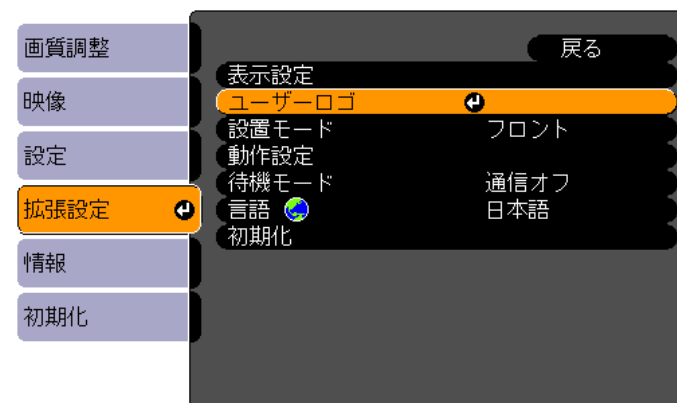 画質調整
映像
設定
拡張設定
情報
初期化
戻る
表示設定
ユーザーロゴ
設置モード フロント
動作設定
待機モード 通信オフ
言語 日本語
初期化